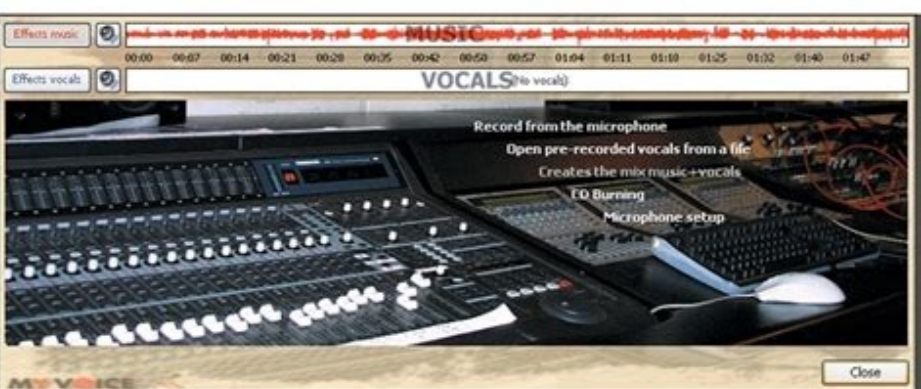 Effects music
MUSIC
00:00 00:07 00:14 00:21 00:28 00:35 00:42 00:50 00:57 01:04 01:11 01:18 01:25 01:32 01:40 01:47
Effects vocals
VOCALS (No vocals)
Record from the microphone
Open pre-recorded vocals from a file
Creates the mix music+vocals
CD Burning
Microphone setup
MY VOICE
Close